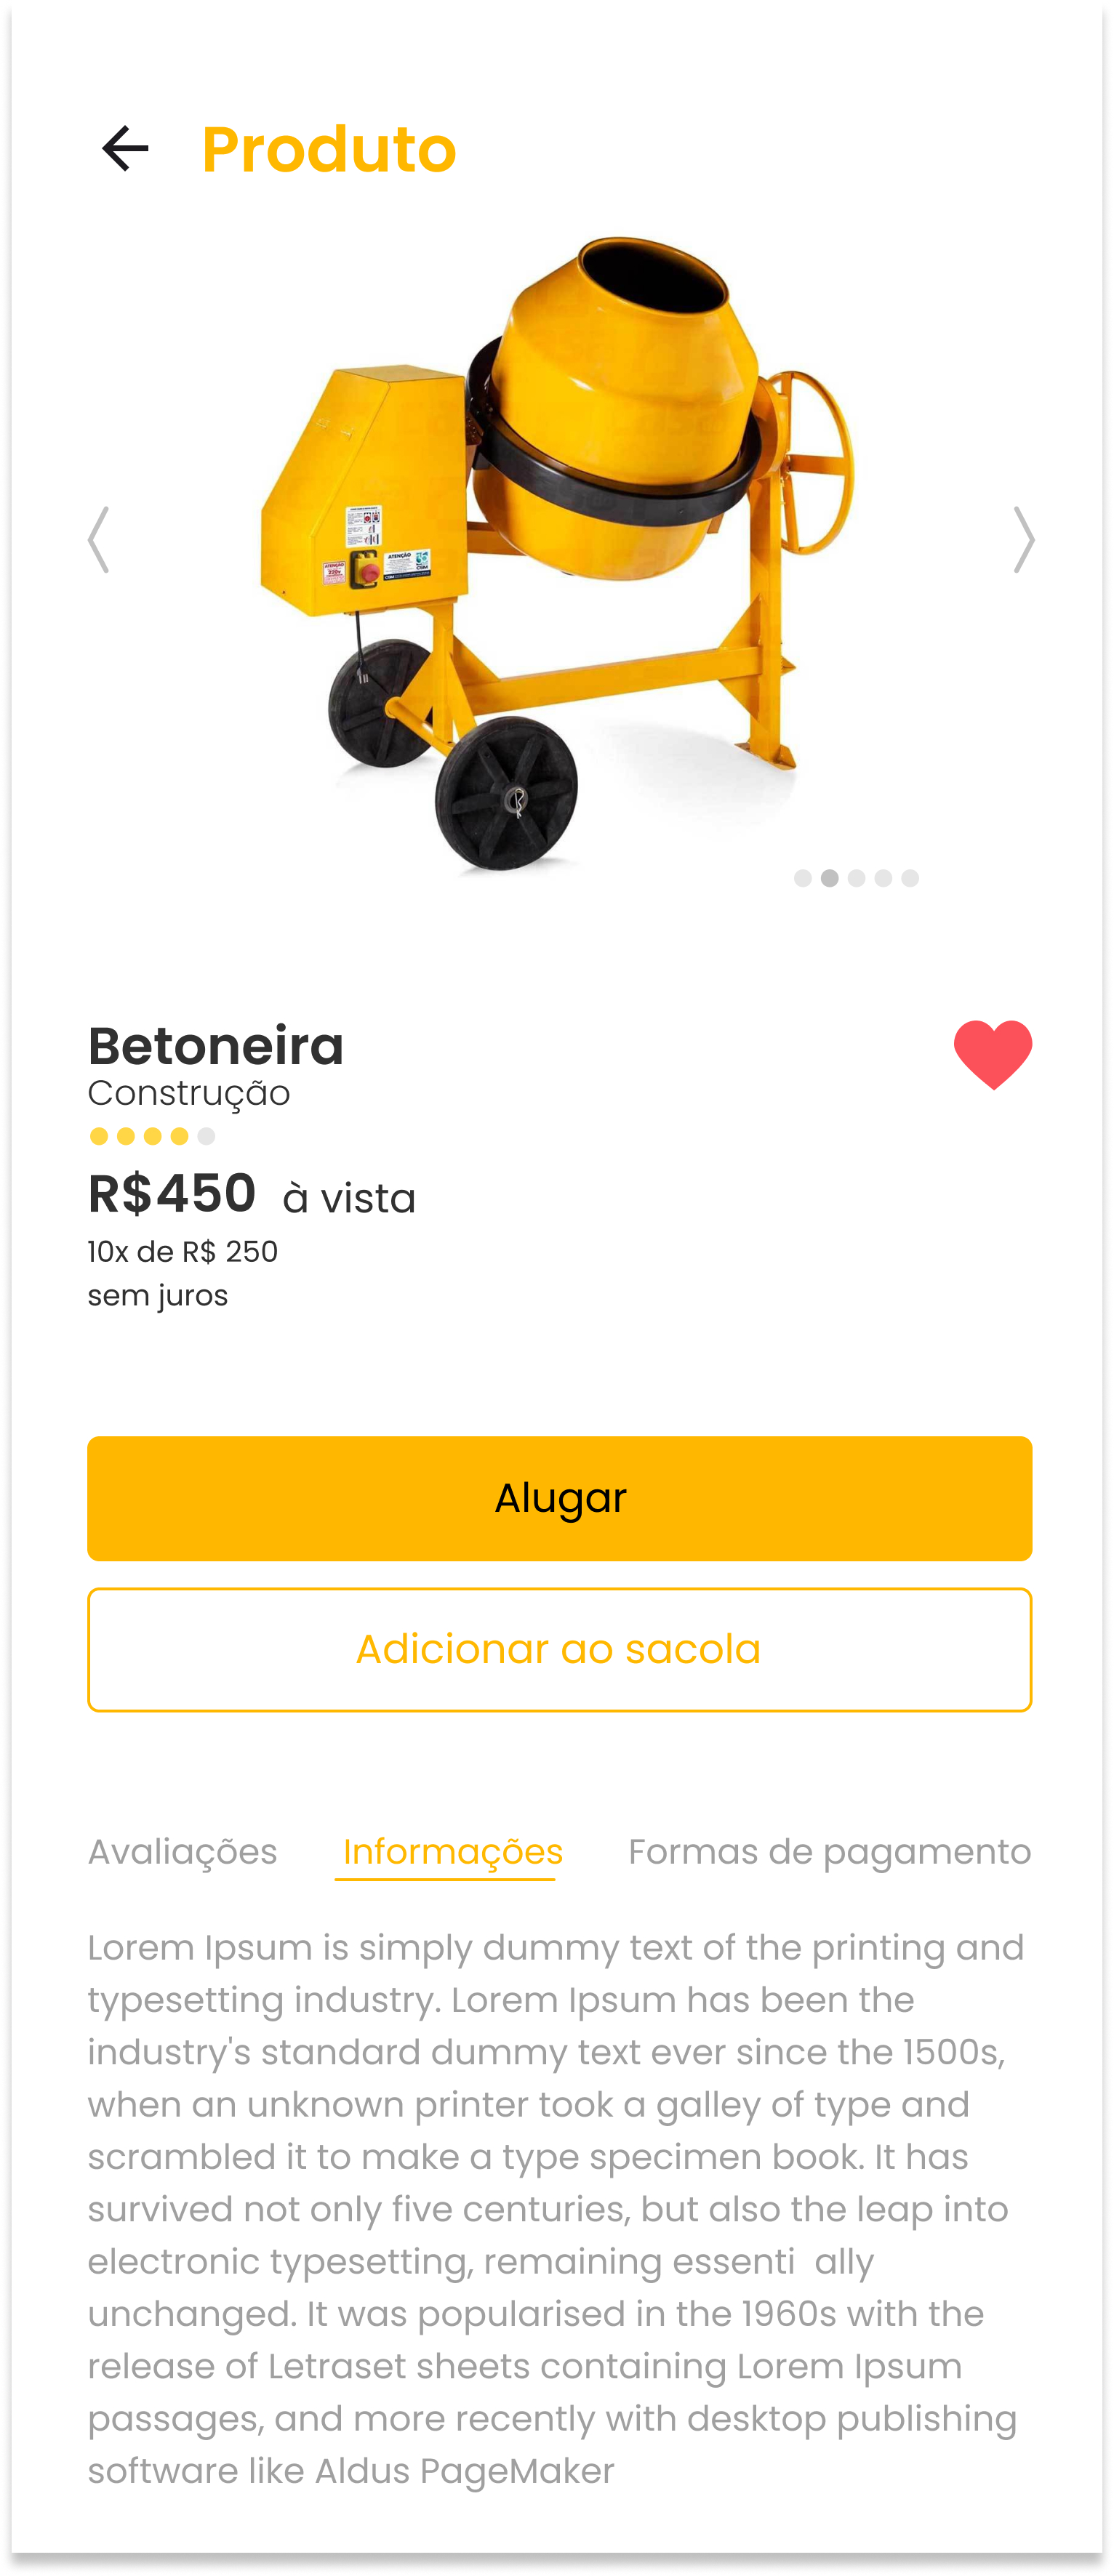 Produto
ATENÇÃO
220v
ATENÇÃO
CSM
CSM
Betoneira
Construção
R$450 à vista
10x de R$ 250
sem juros
Alugar
Adicionar ao sacola
Avaliações Informações Formas de pagamento
Lorem Ipsum is simply dummy text of the printing and
typesetting industry. Lorem Ipsum has been the
industry's standard dummy text ever since the 1500s,
when an unknown printer took a galley of type and
scrambled it to make a type specimen book. It has
survived not only five centuries, but also the leap into
electronic typesetting, remaining essenti  ally
unchanged. It was popularised in the 1960s with the
release of Letraset sheets containing Lorem Ipsum
passages, and more recently with desktop publishing
software like Aldus PageMaker